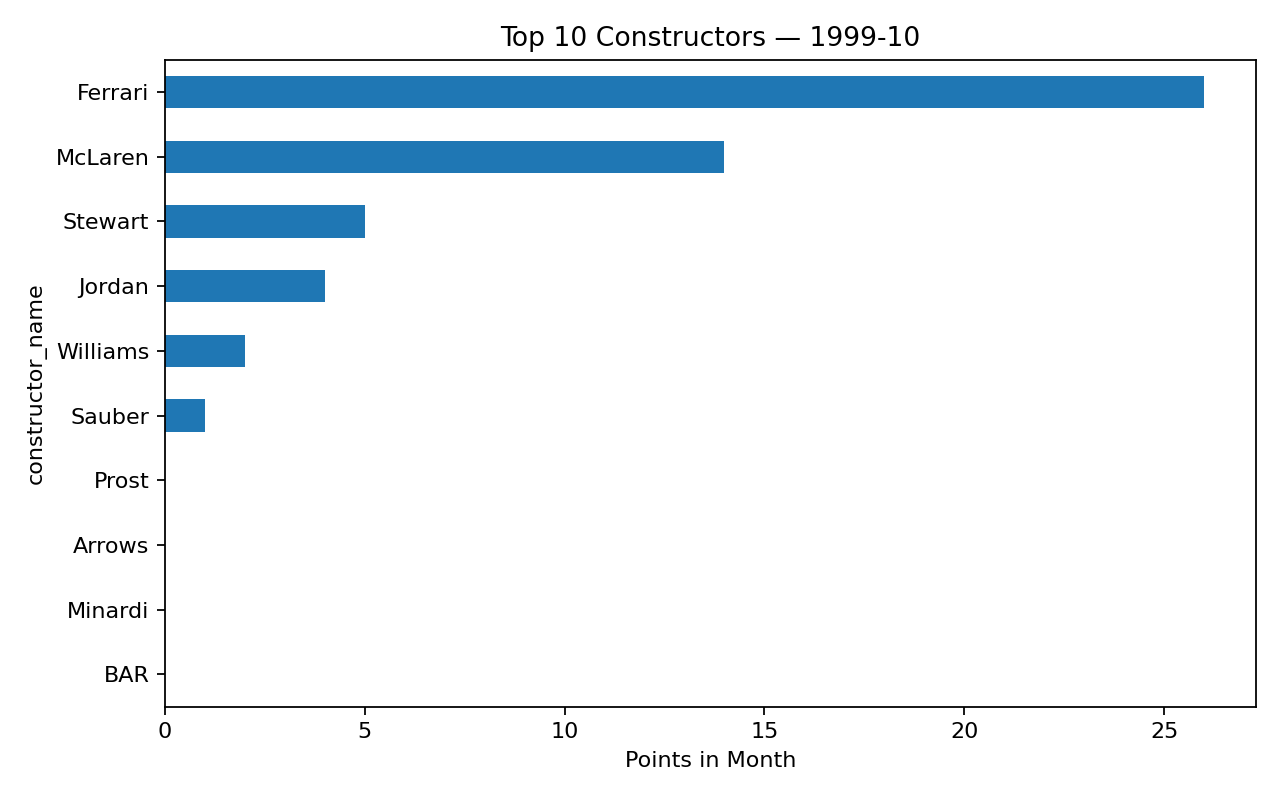 Top 10 Constructors — 1999-10
constructor_name
Ferrari
McLaren
Stewart
Jordan
Williams
Sauber
Prost
Arrows
Minardi
BAR
0 5 10 15 20 25
Points in Month